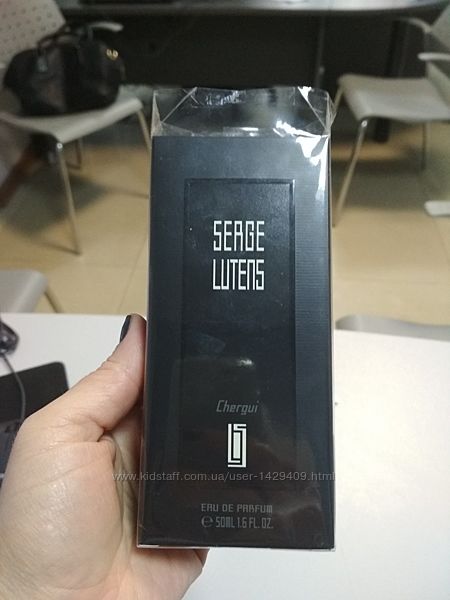 SERGE
LUTENS
Chergui
www.kidstaff.com.ua/user-1429409.html
EAU DE PARFUM
℮ 50ML 1.6 FL. OZ.